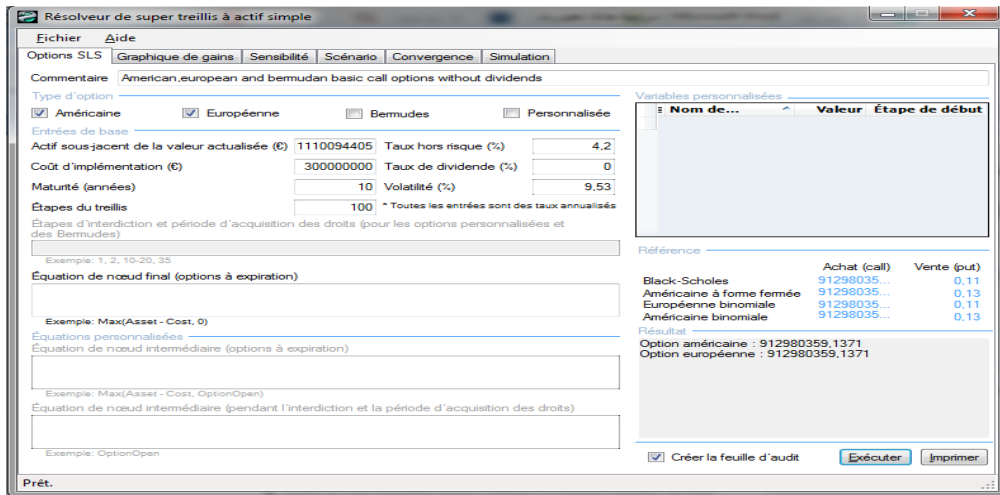 Résolveur de super treillis à actif simple
Fichier Aide
Options SLS Graphique de gains Sensibilité Scénario Convergence Simulation
Commentaire American,european and bermudan basic call options without dividends
Type d'option
Américaine Européenne Bermudes Personnalisée
Entrées de base
Actif sous-jacent de la valeur actualisée (€) 1110094405 Taux hors risque (%) 4,2
Coût d'implémentation (€) 300000000 Taux de dividende (%) 0
Maturité (années) 10 Volatilité (%) 9,53
Étapes du treillis 100 * Toutes les entrées sont des taux annualisés
Étapes d'interdiction et période d'acquisition des droits (pour les options personnalisées et
des Bermudes)
Exemple: 1, 2, 10-20, 35
Équation de nœud final (options à expiration)
Exemple: Max(Asset - Cost, 0)
Équations personnalisées
Équation de nœud intermédiaire (options à expiration)
Exemple: Max(Asset - Cost, OptionOpen)
Équation de nœud intermédiaire (pendant l'interdiction et la période d'acquisition des droits)
Exemple: OptionOpen
Variables personnalisées
Nom de... Valeur Étape de début
Référence
Achat (call) Vente (put)
Black-Scholes 91298035... 0,11
Américaine à forme fermée 91298035... 0,13
Européenne binomiale 91298035... 0,11
Américaine binomiale 91298035... 0,13
Résultat
Option américaine : 912980359,1371
Option européenne : 912980359,1371
Créer la feuille d'audit Exécuter Imprimer
Prêt.